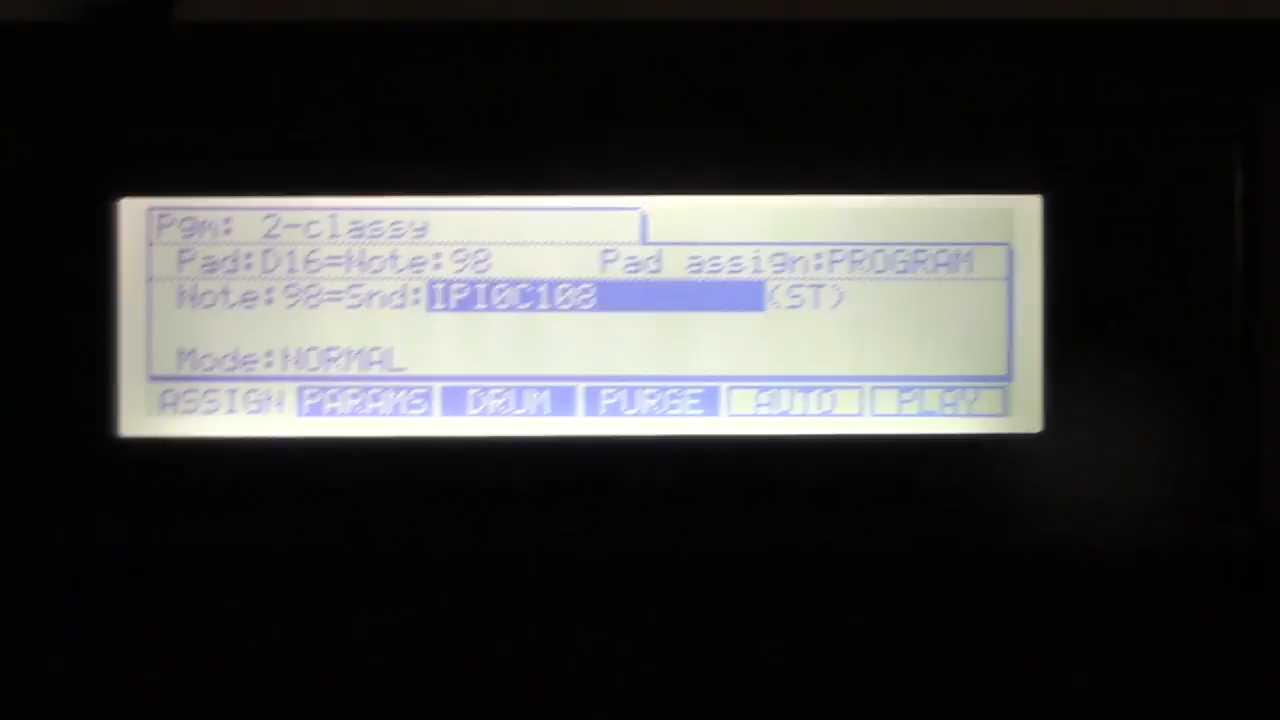 Pgm: 2-classy
Pad:D16=Note:98 Pad assign:PROGRAM
Note:98=Snd:IPI0C108 (ST)
Mode:NORMAL
ASSIGN PARAMS DRUM PURGE AUTO PLAY